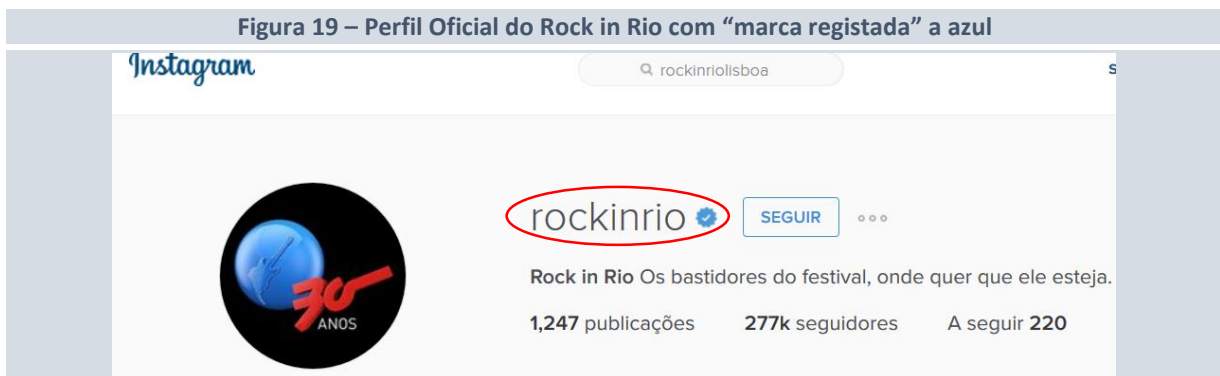 Figura 19 – Perfil Oficial do Rock in Rio com “marca registada” a azul
Instagram
rockinriolisboa
s
rockinrio
SEGUIR
30
ANOS
Rock in Rio Os bastidores do festival, onde quer que ele esteja.
1,247 publicações 277k seguidores A seguir 220